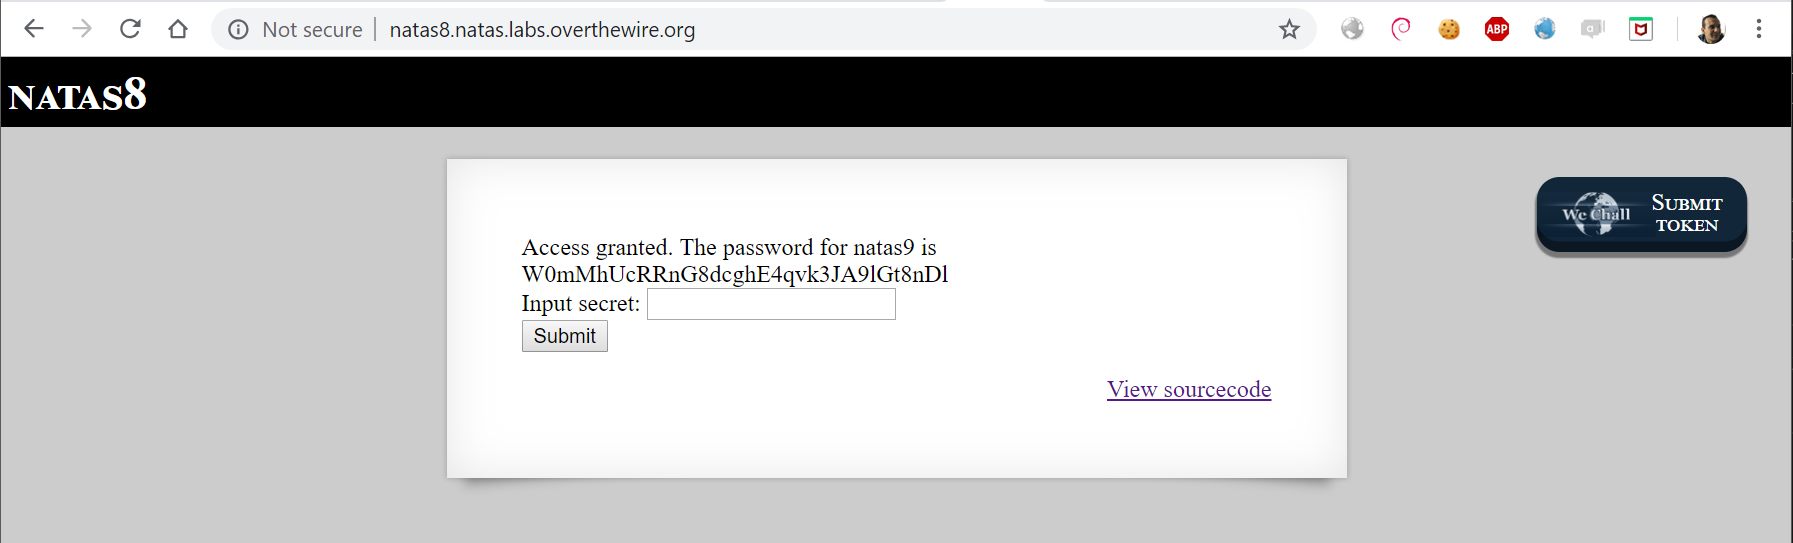 Not secure | natas8.natas.labs.overthewire.org
ABP
NATAS8
We Chall
SUBMIT
TOKEN
Access granted. The password for natas9 is
W0mMhUcRRnG8dcghE4qvk3JA9lGt8nDl
Input secret:
Submit
View sourcecode